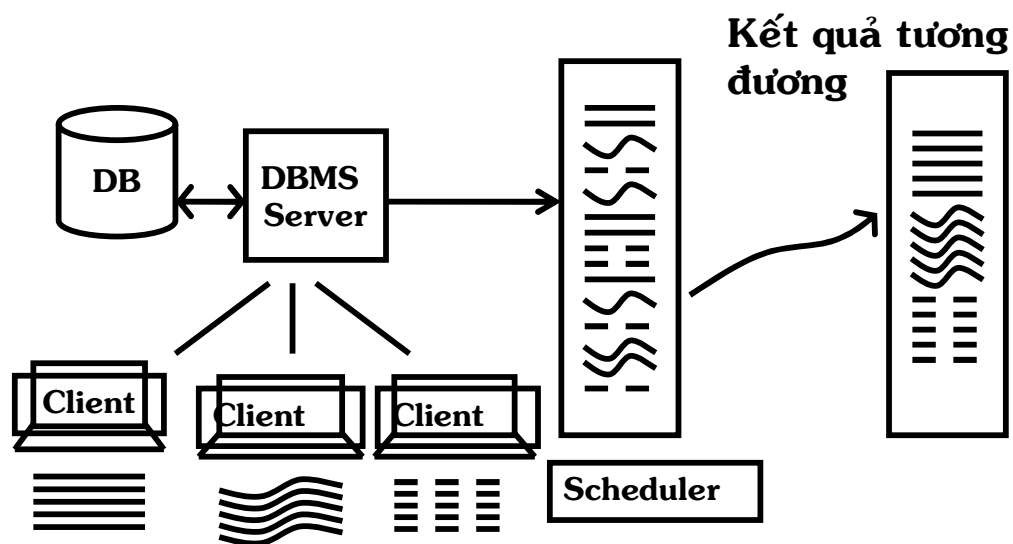 Kết quả tương
đương
DB
DBMS
Server
Client
Client
Client
Scheduler